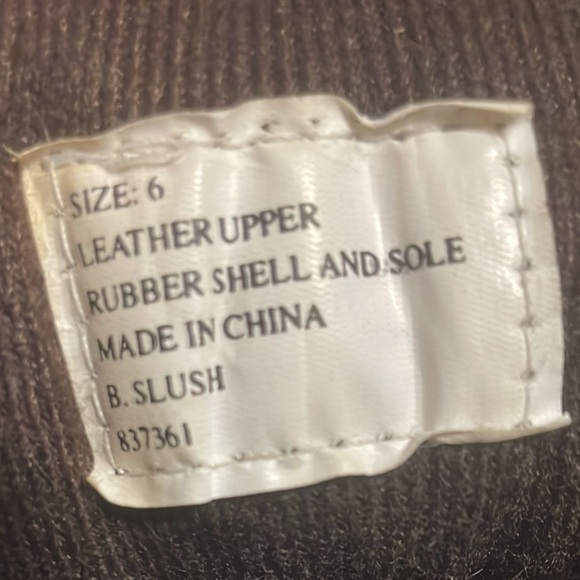 SIZE: 6
LEATHER UPPER
RUBBER SHELL AND SOLE
MADE IN CHINA
B. SLUSH
837361